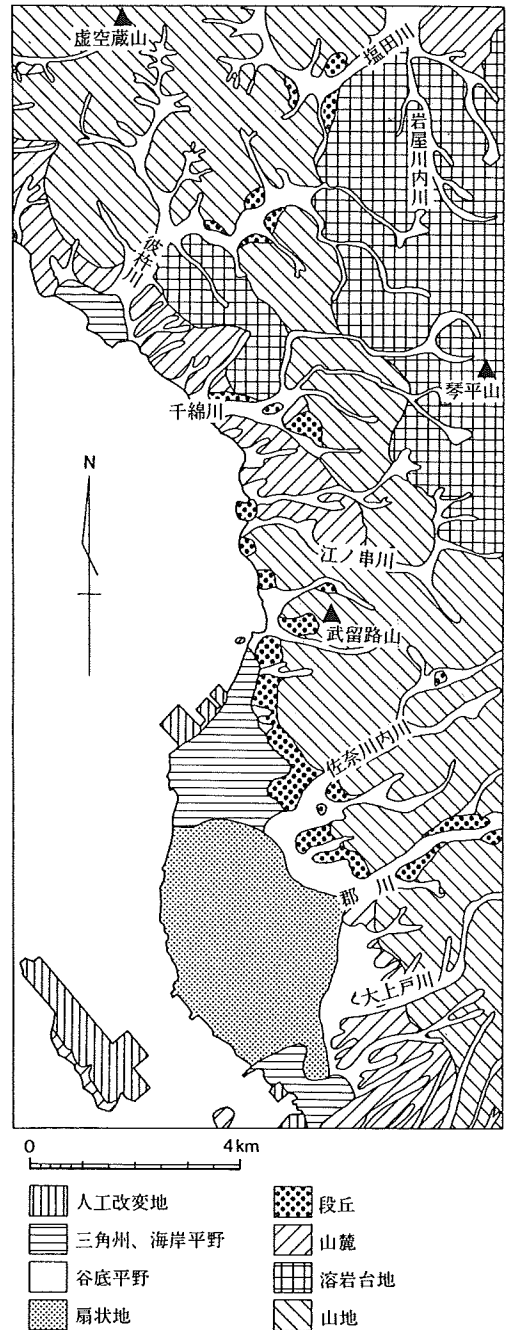 虚空蔵山
塩田川
岩屋川内川
彼杵川
琴平山
千綿川
N
江ノ串川
武留路山
佐奈川内川
郡川
大上戸川
0 4km
人工改変地
三角州、海岸平野
谷底平野
扇状地
段丘
山麓
溶岩台地
山地